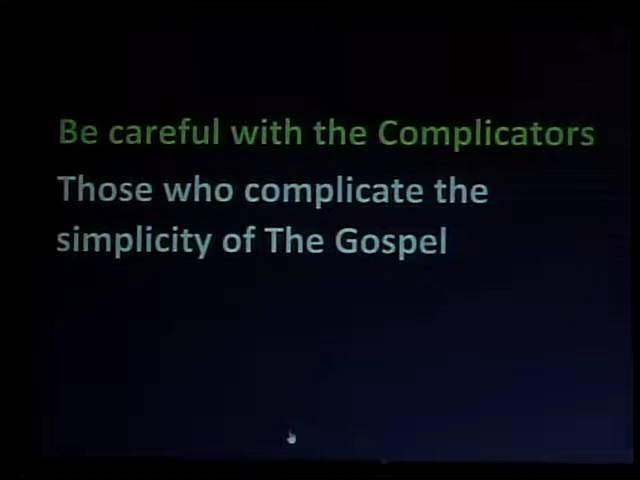 Be careful with the Complicators
Those who complicate the
simplicity of The Gospel